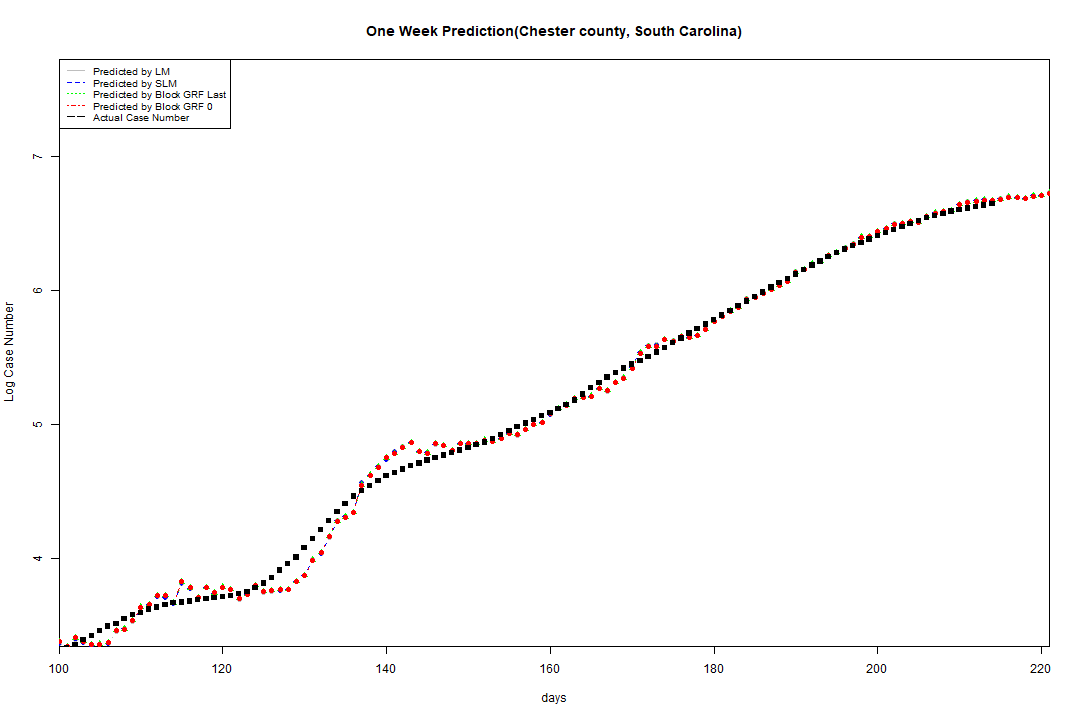 One Week Prediction(Chester county, South Carolina)
Predicted by LM
Predicted by SLM
Predicted by Block GRF Last
Predicted by Block GRF 0
Actual Case Number
7
6
5
4
Log Case Number
100 120 140 160 180 200 220
days